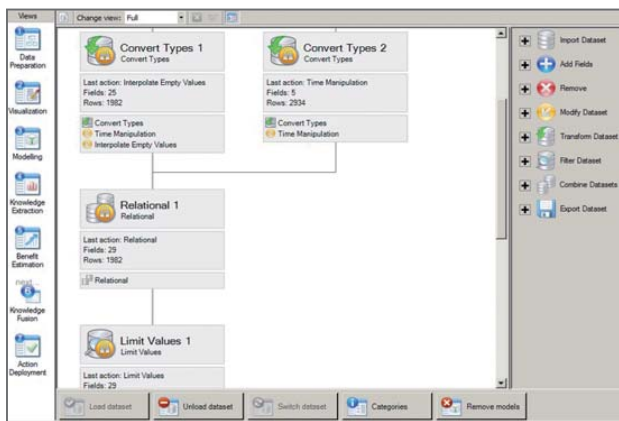 Views
Change view: Full
Data
Preparation
Visualization
Modelling
Knowledge
Extraction
Benefit
Estimation
next...
Knowledge
Fusion
Action
Deployment
Convert Types 1
Convert Types
Last action: Interpolate Empty Values
Fields: 25
Rows: 1982
Convert Types
Time Manipulation
Interpolate Empty Values
Convert Types 2
Convert Types
Last action: Time Manipulation
Fields: 5
Rows: 2934
Convert Types
Time Manipulation
Relational 1
Relational
Last action: Relational
Fields: 29
Rows: 1982
Relational
Limit Values 1
Limit Values
Last action: Limit Values
Fields: 29
Import Dataset
Add Fields
Remove
Modify Dataset
Transform Dataset
Filter Dataset
Combine Datasets
Export Dataset
Load dataset
Unload dataset
Switch dataset
Categories
Remove models